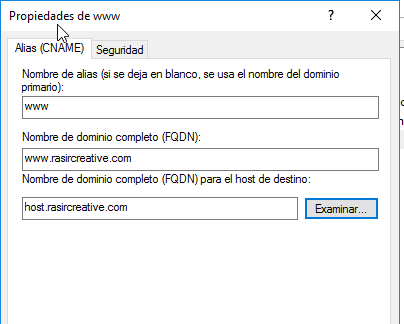 Propiedades de www
? ×
Alias (CNAME) Seguridad
Nombre de alias (si se deja en blanco, se usa el nombre del dominio
primario):
www
Nombre de dominio completo (FQDN):
www.rasircreative.com
Nombre de dominio completo (FQDN) para el host de destino:
host.rasircreative.com
Examinar...